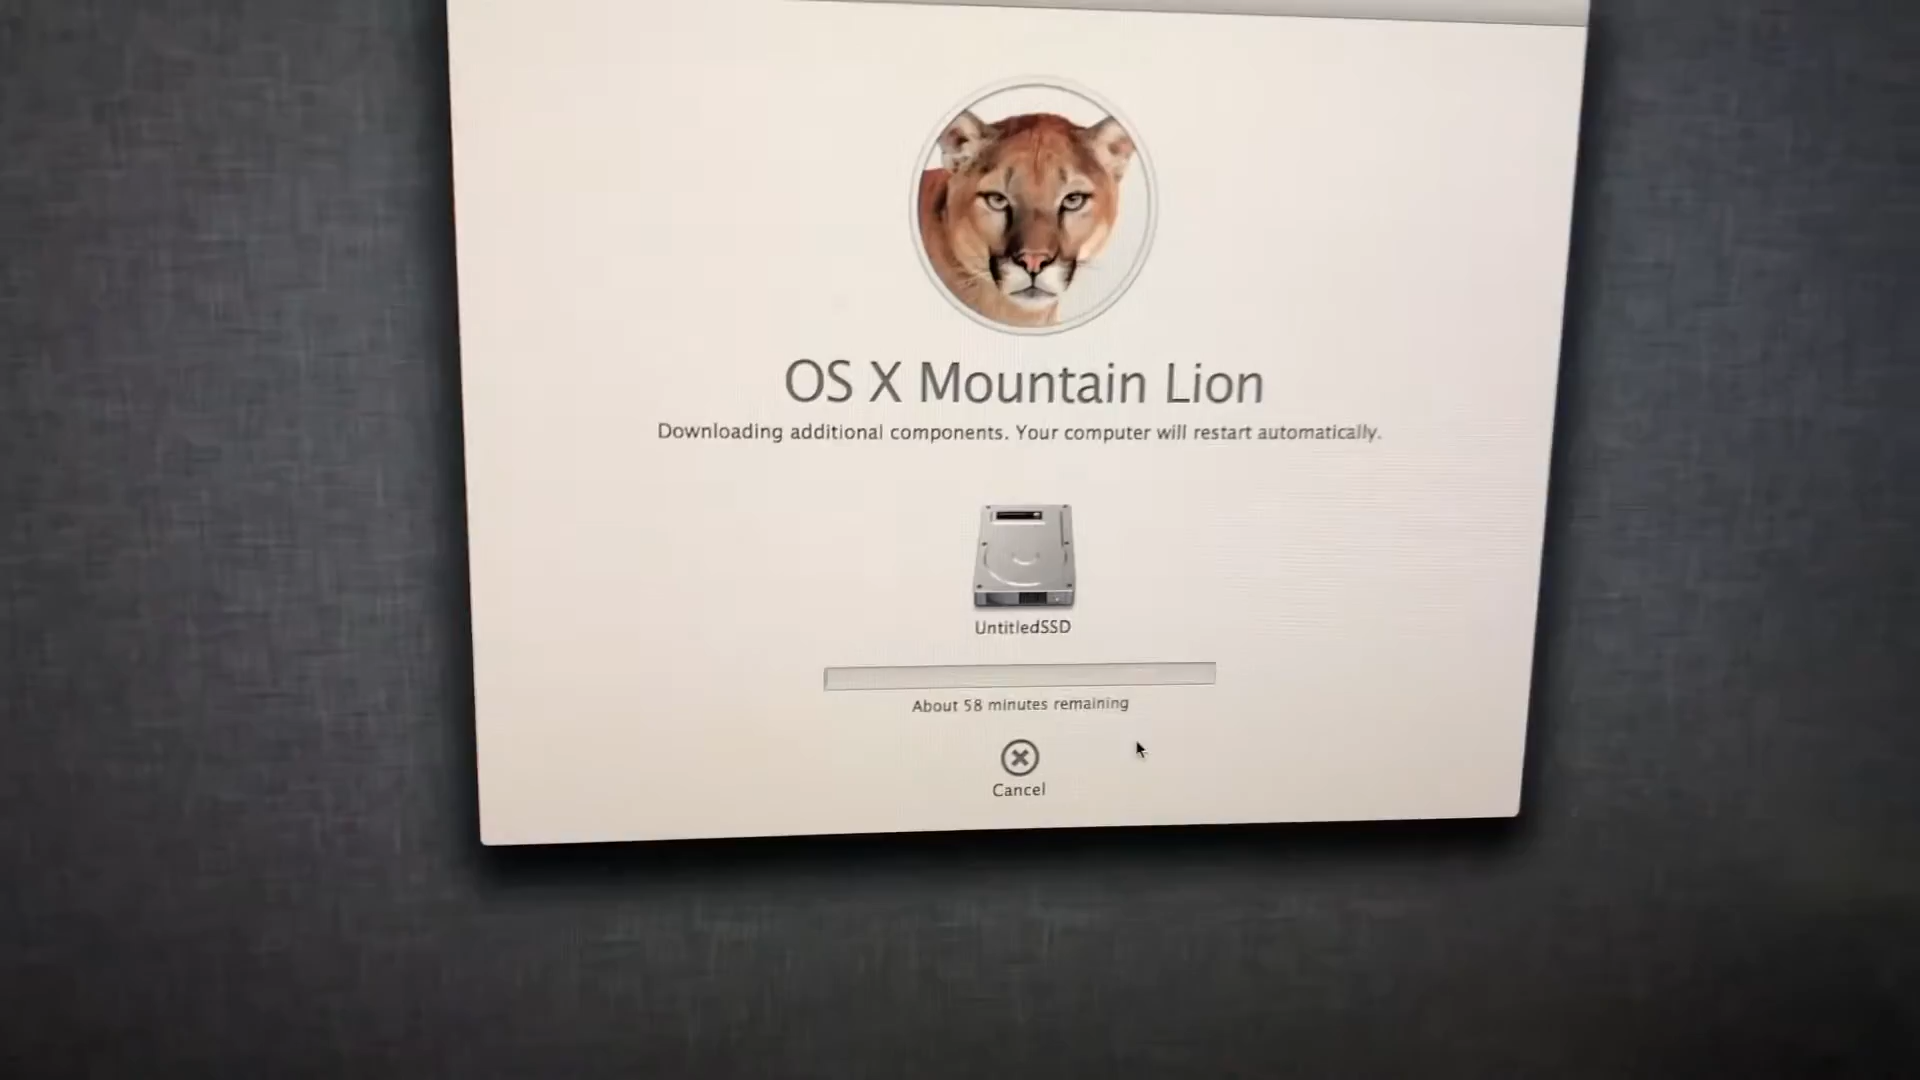 OS X Mountain Lion
Downloading additional components. Your computer will restart automatically.
UntitledSSD
About 58 minutes remaining
Cancel